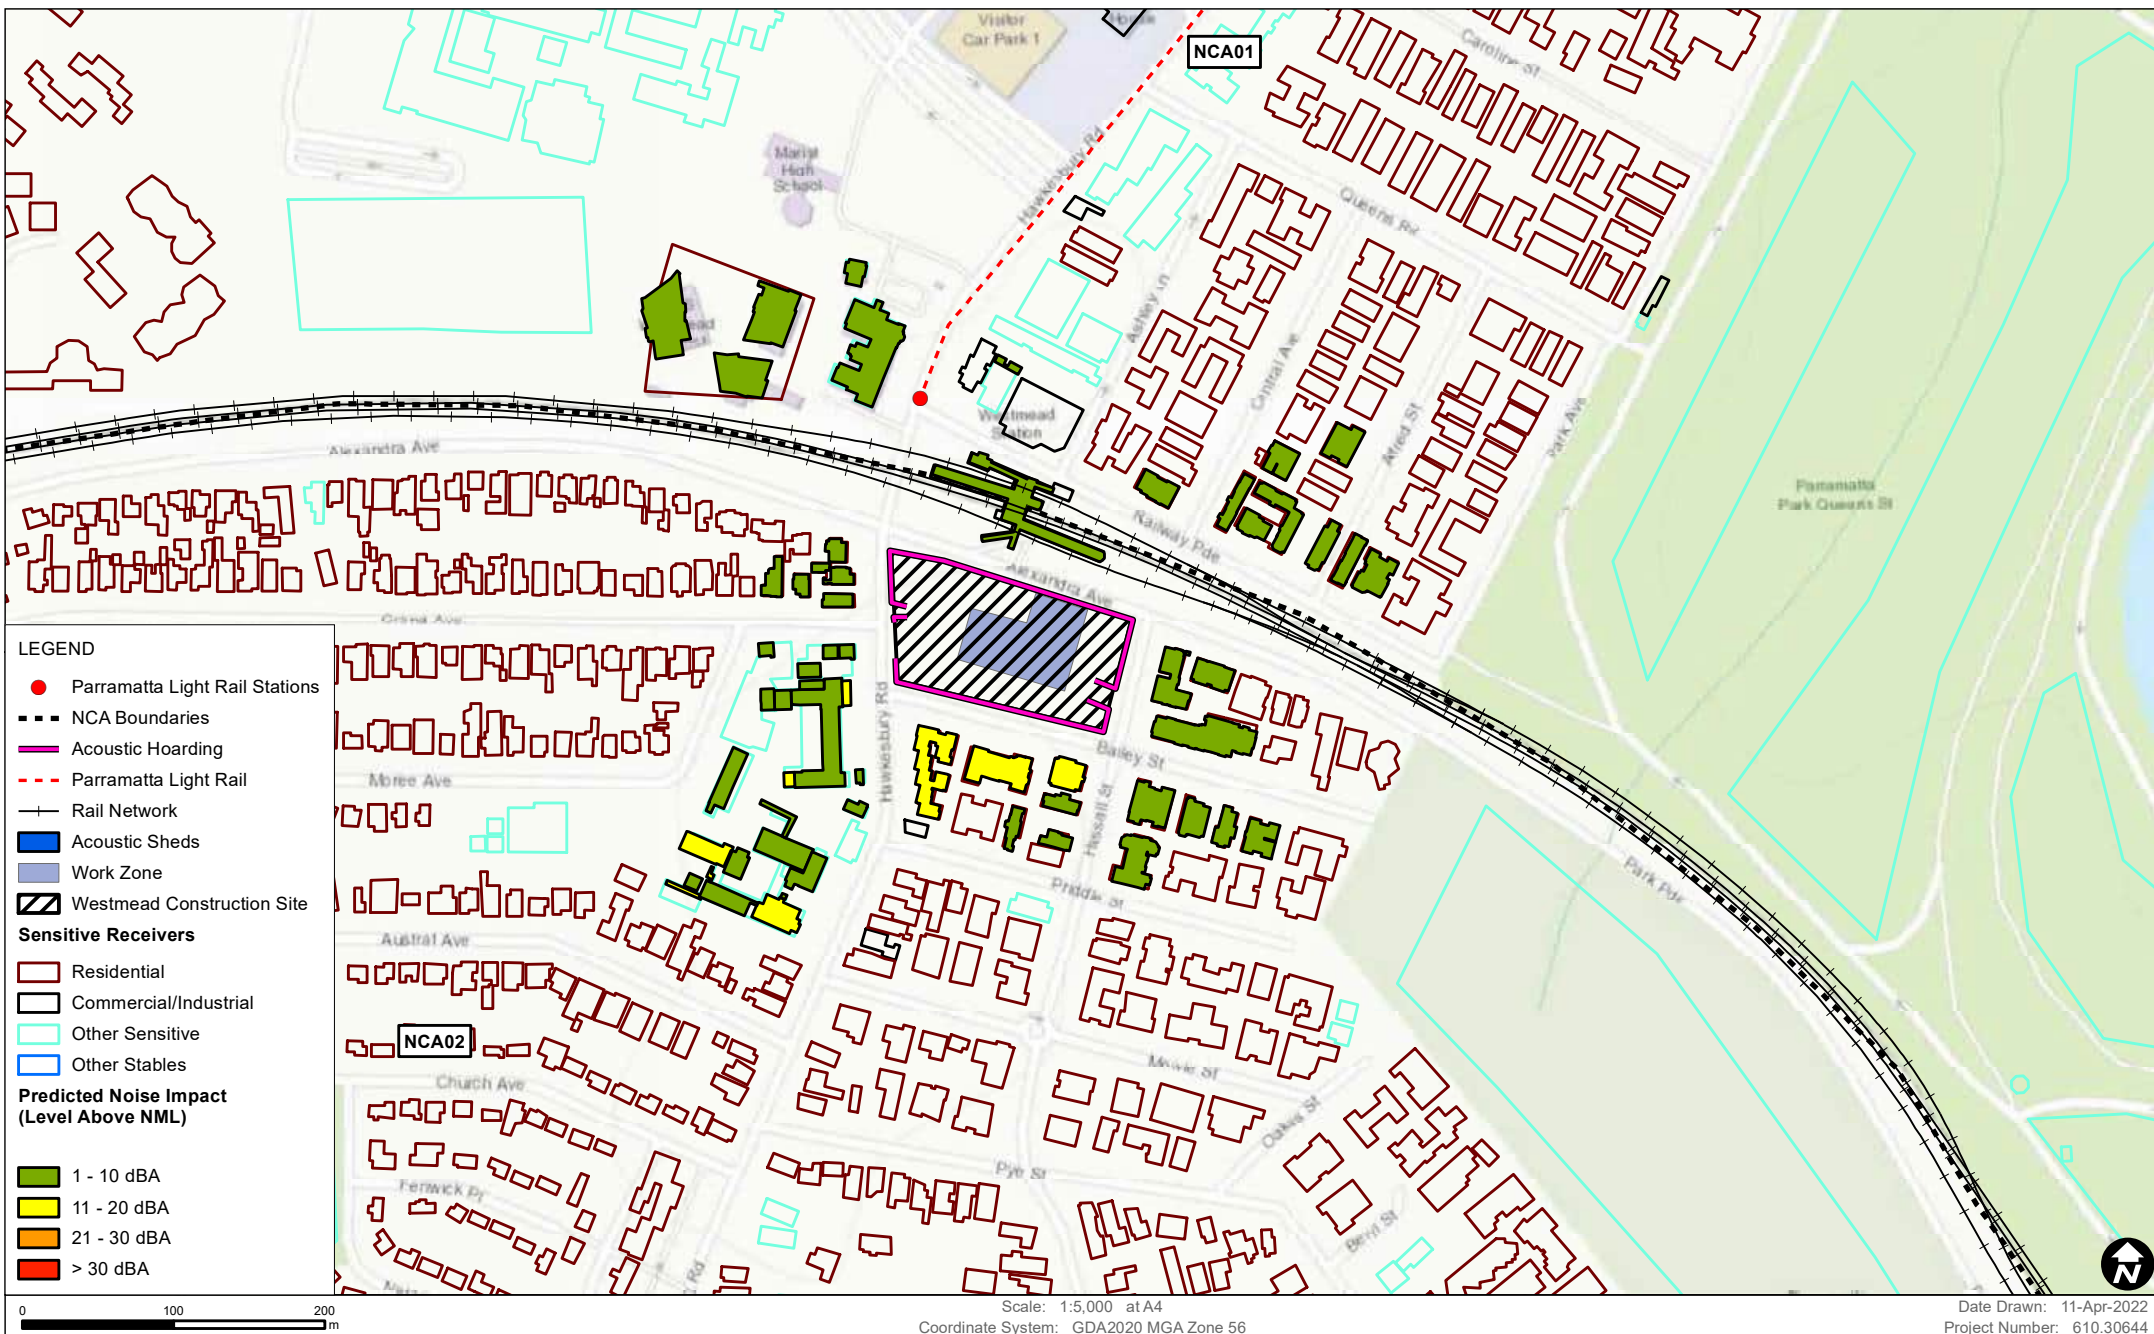 Visitor
Car Park 1
House
NCA01
Caroline St
Marist
High
School
Hawkesbury Rd
Queens Rd
Ashley Ln
Central Ave
Alfred St
Park Ave
Westmead
Station
Alexandra Ave
Parramatta
Park Queens St
Railway Pde
Alexandra Ave
Grand Ave
Hawkesbury Rd
Bailey St
Hassall St
Moree Ave
Priddle St
Park Pde
Austral Ave
NCA02
Church Ave
Mowle St
Oakes St
Pye St
Fenwick Pl
Rd
LEGEND
Parramatta Light Rail Stations
NCA Boundaries
Acoustic Hoarding
Parramatta Light Rail
Rail Network
Acoustic Sheds
Work Zone
Westmead Construction Site
Sensitive Receivers
Residential
Commercial/Industrial
Other Sensitive
Other Stables
Predicted Noise Impact
(Level Above NML)
1 - 10 dBA
11 - 20 dBA
21 - 30 dBA
> 30 dBA
N
0 100 200
m
Scale: 1:5,000 at A4
Coordinate System: GDA2020 MGA Zone 56
Date Drawn: 11-Apr-2022
Project Number: 610.30644